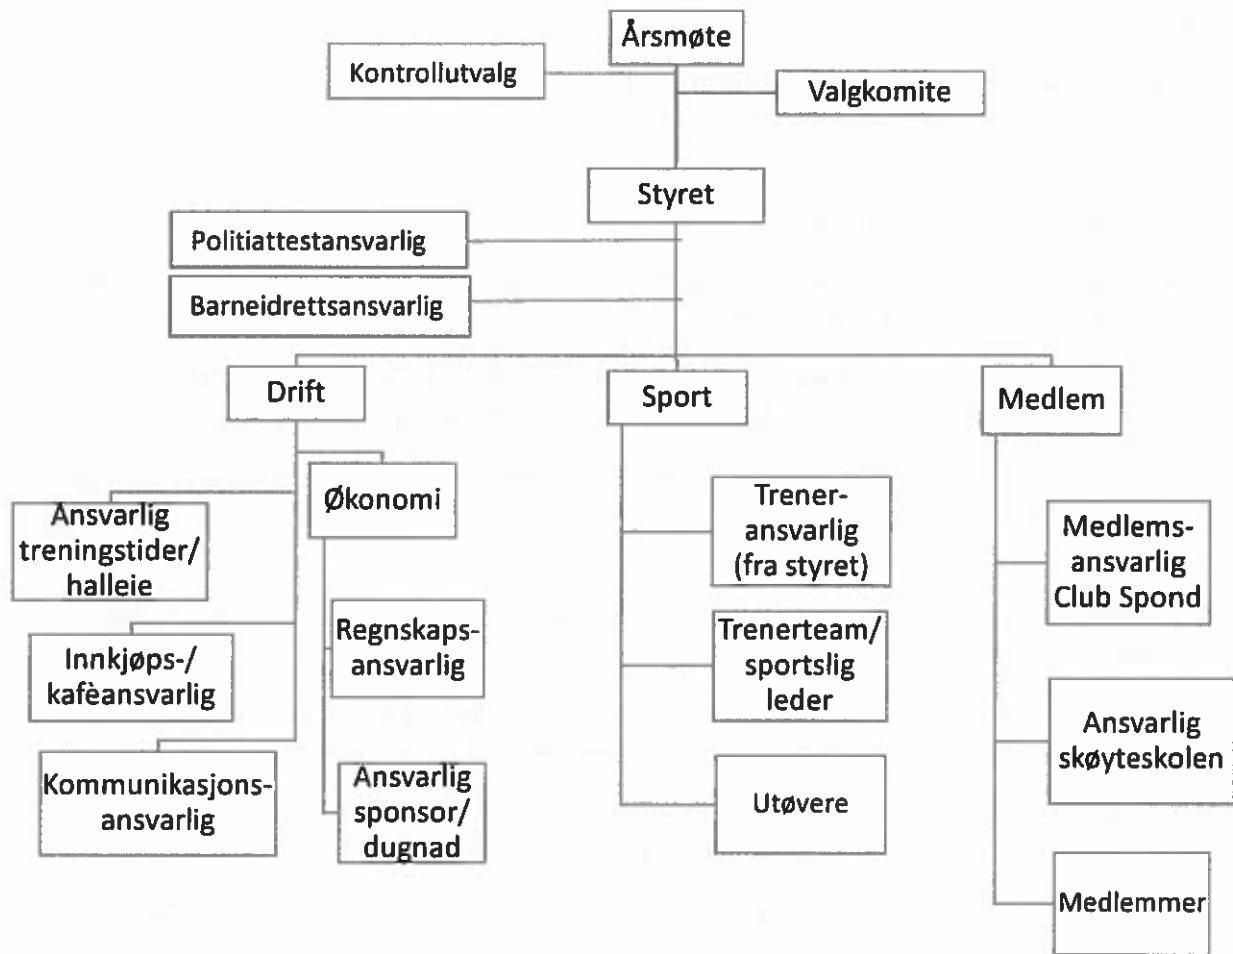 Årsmøte
Kontrollutvalg
Valgkomite
Styret
Politiattestansvarlig
Barneidrettsansvarlig
Drift
Sport
Medlem
Økonomi
Ansvarlig
treningstider/
halleie
Innkjøps-/
kafèansvarlig
Kommunikasjons-
ansvarlig
Regnskaps-
ansvarlig
Ansvarlig
sponsor/
dugnad
Trener-
ansvarlig
(fra styret)
Trenerteam/
sportslig
leder
Utøvere
Medlems-
ansvarlig
Club Spond
Ansvarlig
skøyteskolen
Medlemmer